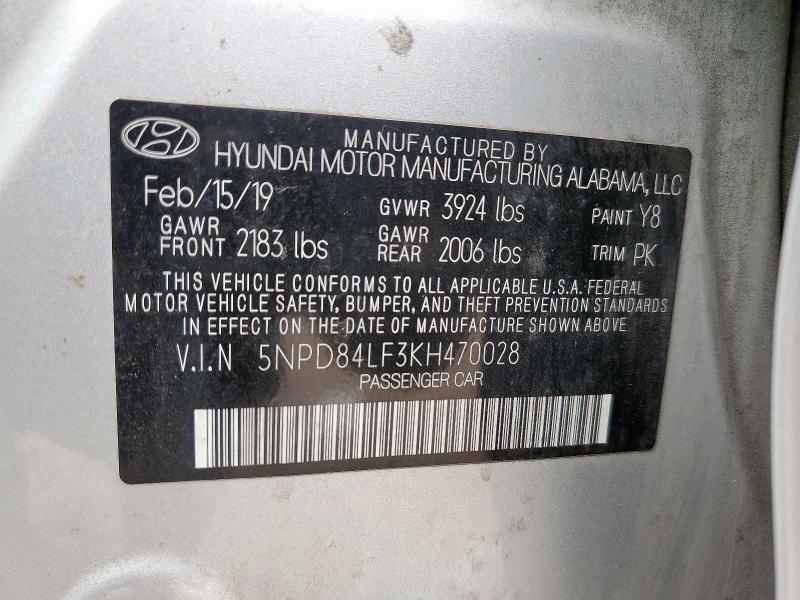 MANUFACTURED BY
HYUNDAI MOTOR MANUFACTURING ALABAMA, LLC
Feb/15/19 GVWR 3924 lbs PAINT Y8
GAWR FRONT 2183 lbs GAWR REAR 2006 lbs TRIM PK
THIS VEHICLE CONFORMS TO ALL APPLICABLE U.S.A. FEDERAL
MOTOR VEHICLE SAFETY, BUMPER, AND THEFT PREVENTION STANDARDS
IN EFFECT ON THE DATE OF MANUFACTURE SHOWN ABOVE
V.I.N 5NPD84LF3KH470028
PASSENGER CAR